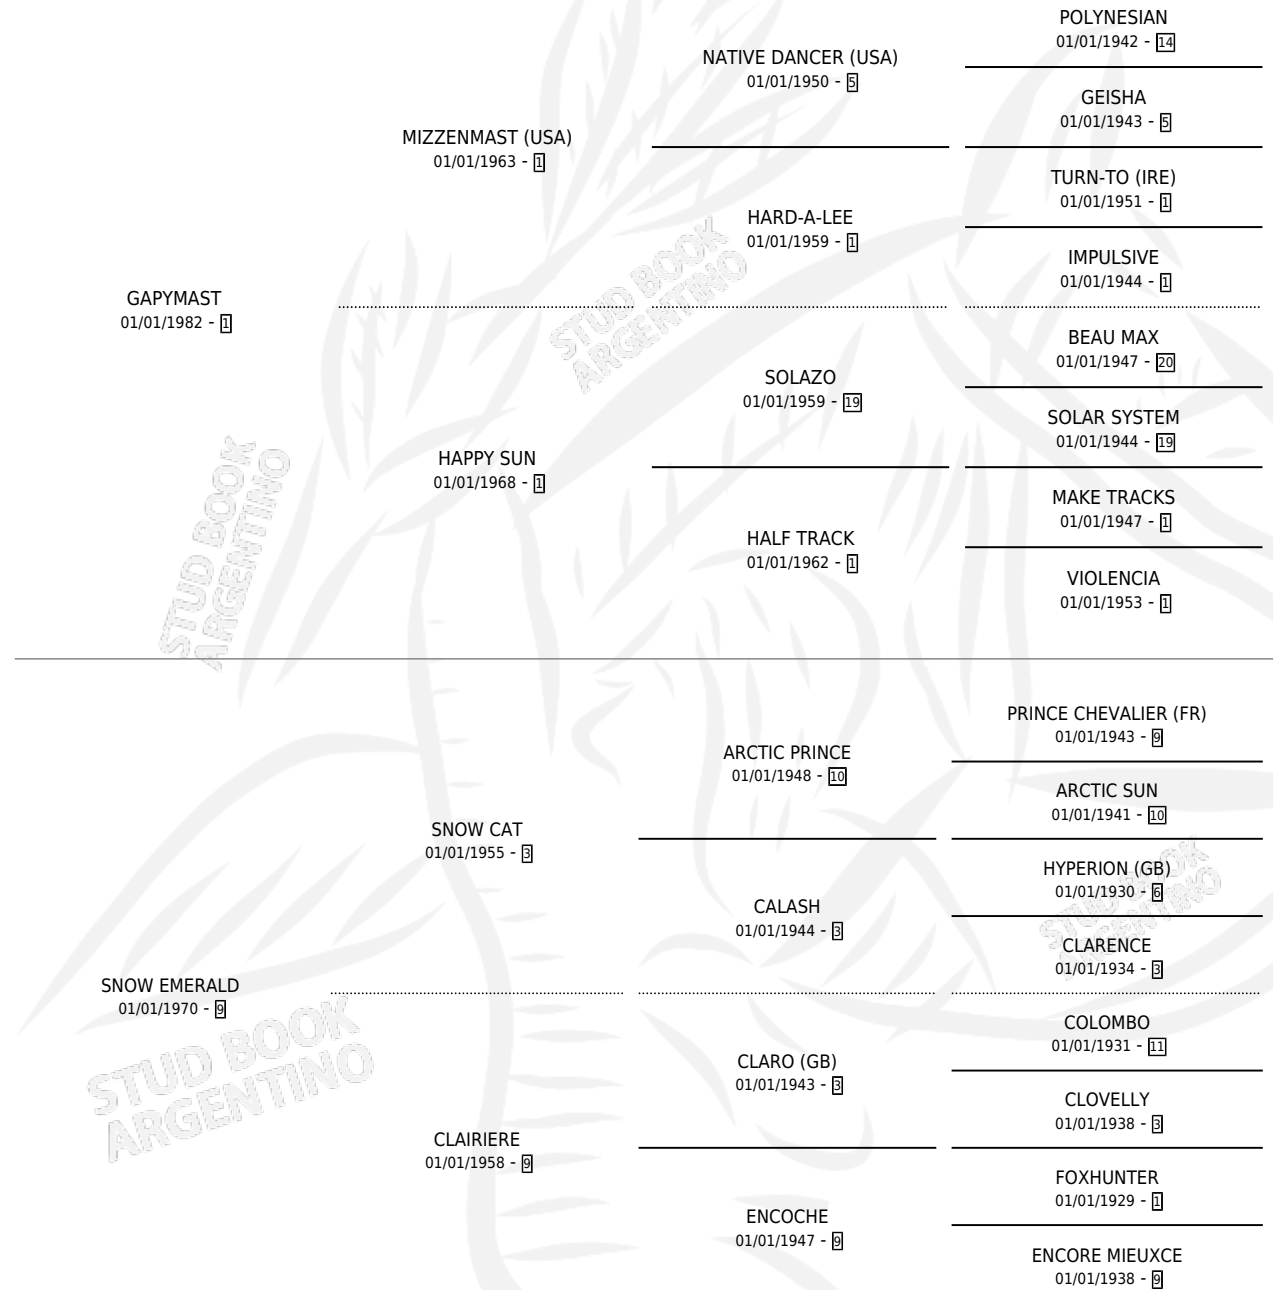 POLYNESIAN
01/01/1942 - 14
NATIVE DANCER (USA)
01/01/1950 - 5
GEISHA
01/01/1943 - 5
MIZZENMAST (USA)
01/01/1963 - 1
TURN-TO (IRE)
01/01/1951 - 1
HARD-A-LEE
01/01/1959 - 1
IMPULSIVE
01/01/1944 - 1
GAPYMAST
01/01/1982 - 1
STUD BOOK
ARGENTINO
BEAU MAX
01/01/1947 - 20
SOLAZO
01/01/1959 - 19
SOLAR SYSTEM
01/01/1944 - 19
HAPPY SUN
01/01/1968 - 1
MAKE TRACKS
01/01/1947 - 1
HALF TRACK
01/01/1962 - 1
VIOLENCIA
01/01/1953 - 1
STUD BOOK
ARGENTINO
PRINCE CHEVALIER (FR)
01/01/1943 - 9
ARCTIC PRINCE
01/01/1948 - 10
ARCTIC SUN
01/01/1941 - 10
SNOW CAT
01/01/1955 - 3
HYPERION (GB)
01/01/1930 - 6
CALASH
01/01/1944 - 3
CLARENCE
01/01/1934 - 3
STUD BOOK
ARGENTINO
SNOW EMERALD
01/01/1970 - 9
STUD BOOK
ARGENTINO
COLOMBO
01/01/1931 - 11
CLARO (GB)
01/01/1943 - 3
CLOVELLY
01/01/1938 - 3
CLAIRIERE
01/01/1958 - 9
FOXHUNTER
01/01/1929 - 1
ENCOCHE
01/01/1947 - 9
ENCORE MIEUXCE
01/01/1938 - 9